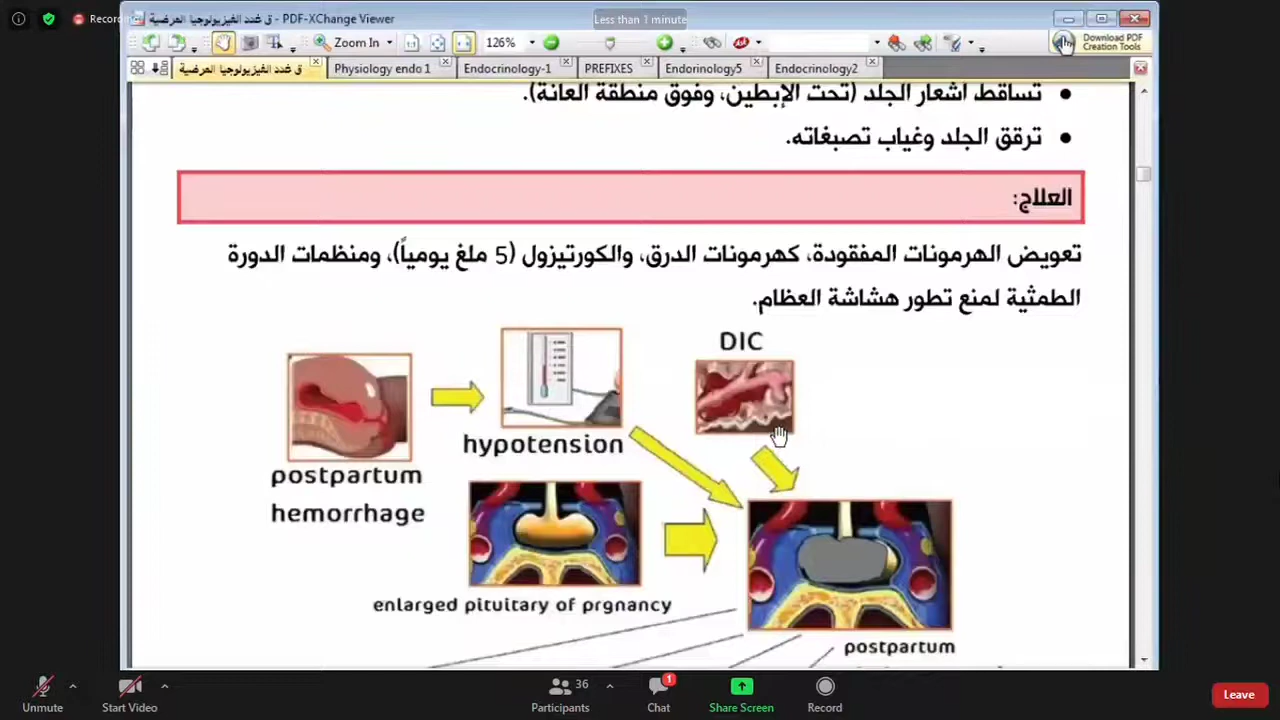 Recor
ق غدد الفيزيولوجيا المرضية - PDF-XChange Viewer
Less than 1 minute
Zoom In
126%
Download PDF
Creation Tools
ق غدد الفيزيولوجيا المرضية
Physiology endo1
Endocrinology-1
PREFIXES
Endorinology5
Endocrinology2
تساقط أشعار الجلد (تحت الإبطين، وفوق منطقة العانة).
ترقق الجلد وغياب تصبغاته.
العلاج:
تعويض الهرمونات المفقودة، كهرمونات الدرق، والكورتيزول (5 ملغ يومياً)، ومنظمات الدورة
الطمثية لمنع تطور هشاشة العظام.
DIC
hypotension
postpartum
hemorrhage
enlarged pituitary of prgnancy
postpartum
Unmute
Start Video
36
Participants
1
Chat
Share Screen
Record
Leave